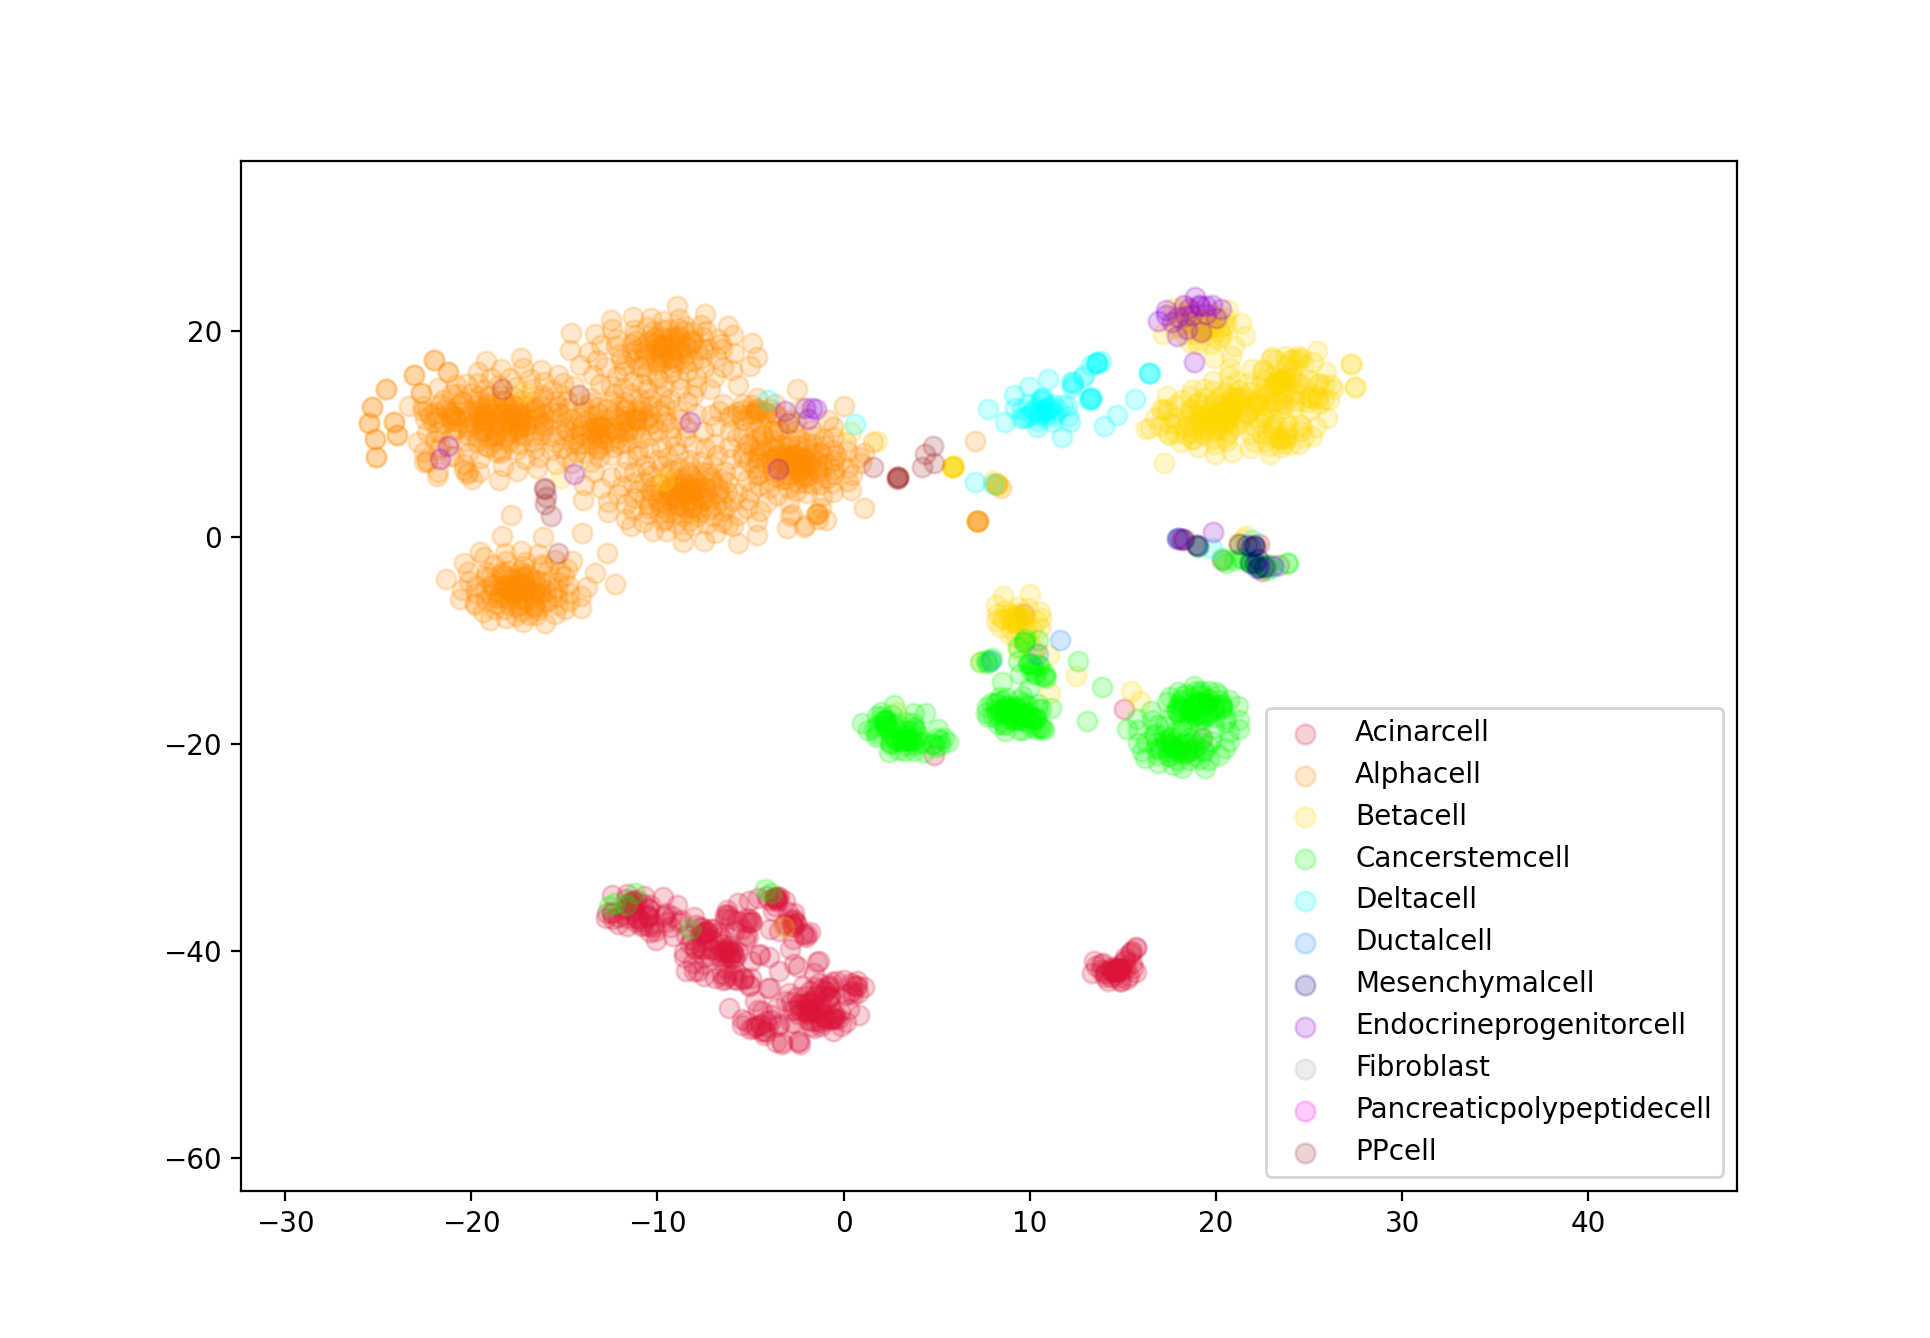 20
0
−20
−40
−60
−30
−20
−10
0
10
20
30
40
Acinarcell
Alphacell
Betacell
Cancerstemcell
Deltacell
Ductalcell
Mesenchymalcell
Endocrineprogenitorcell
Fibroblast
Pancreaticpolypeptidecell
PPcell